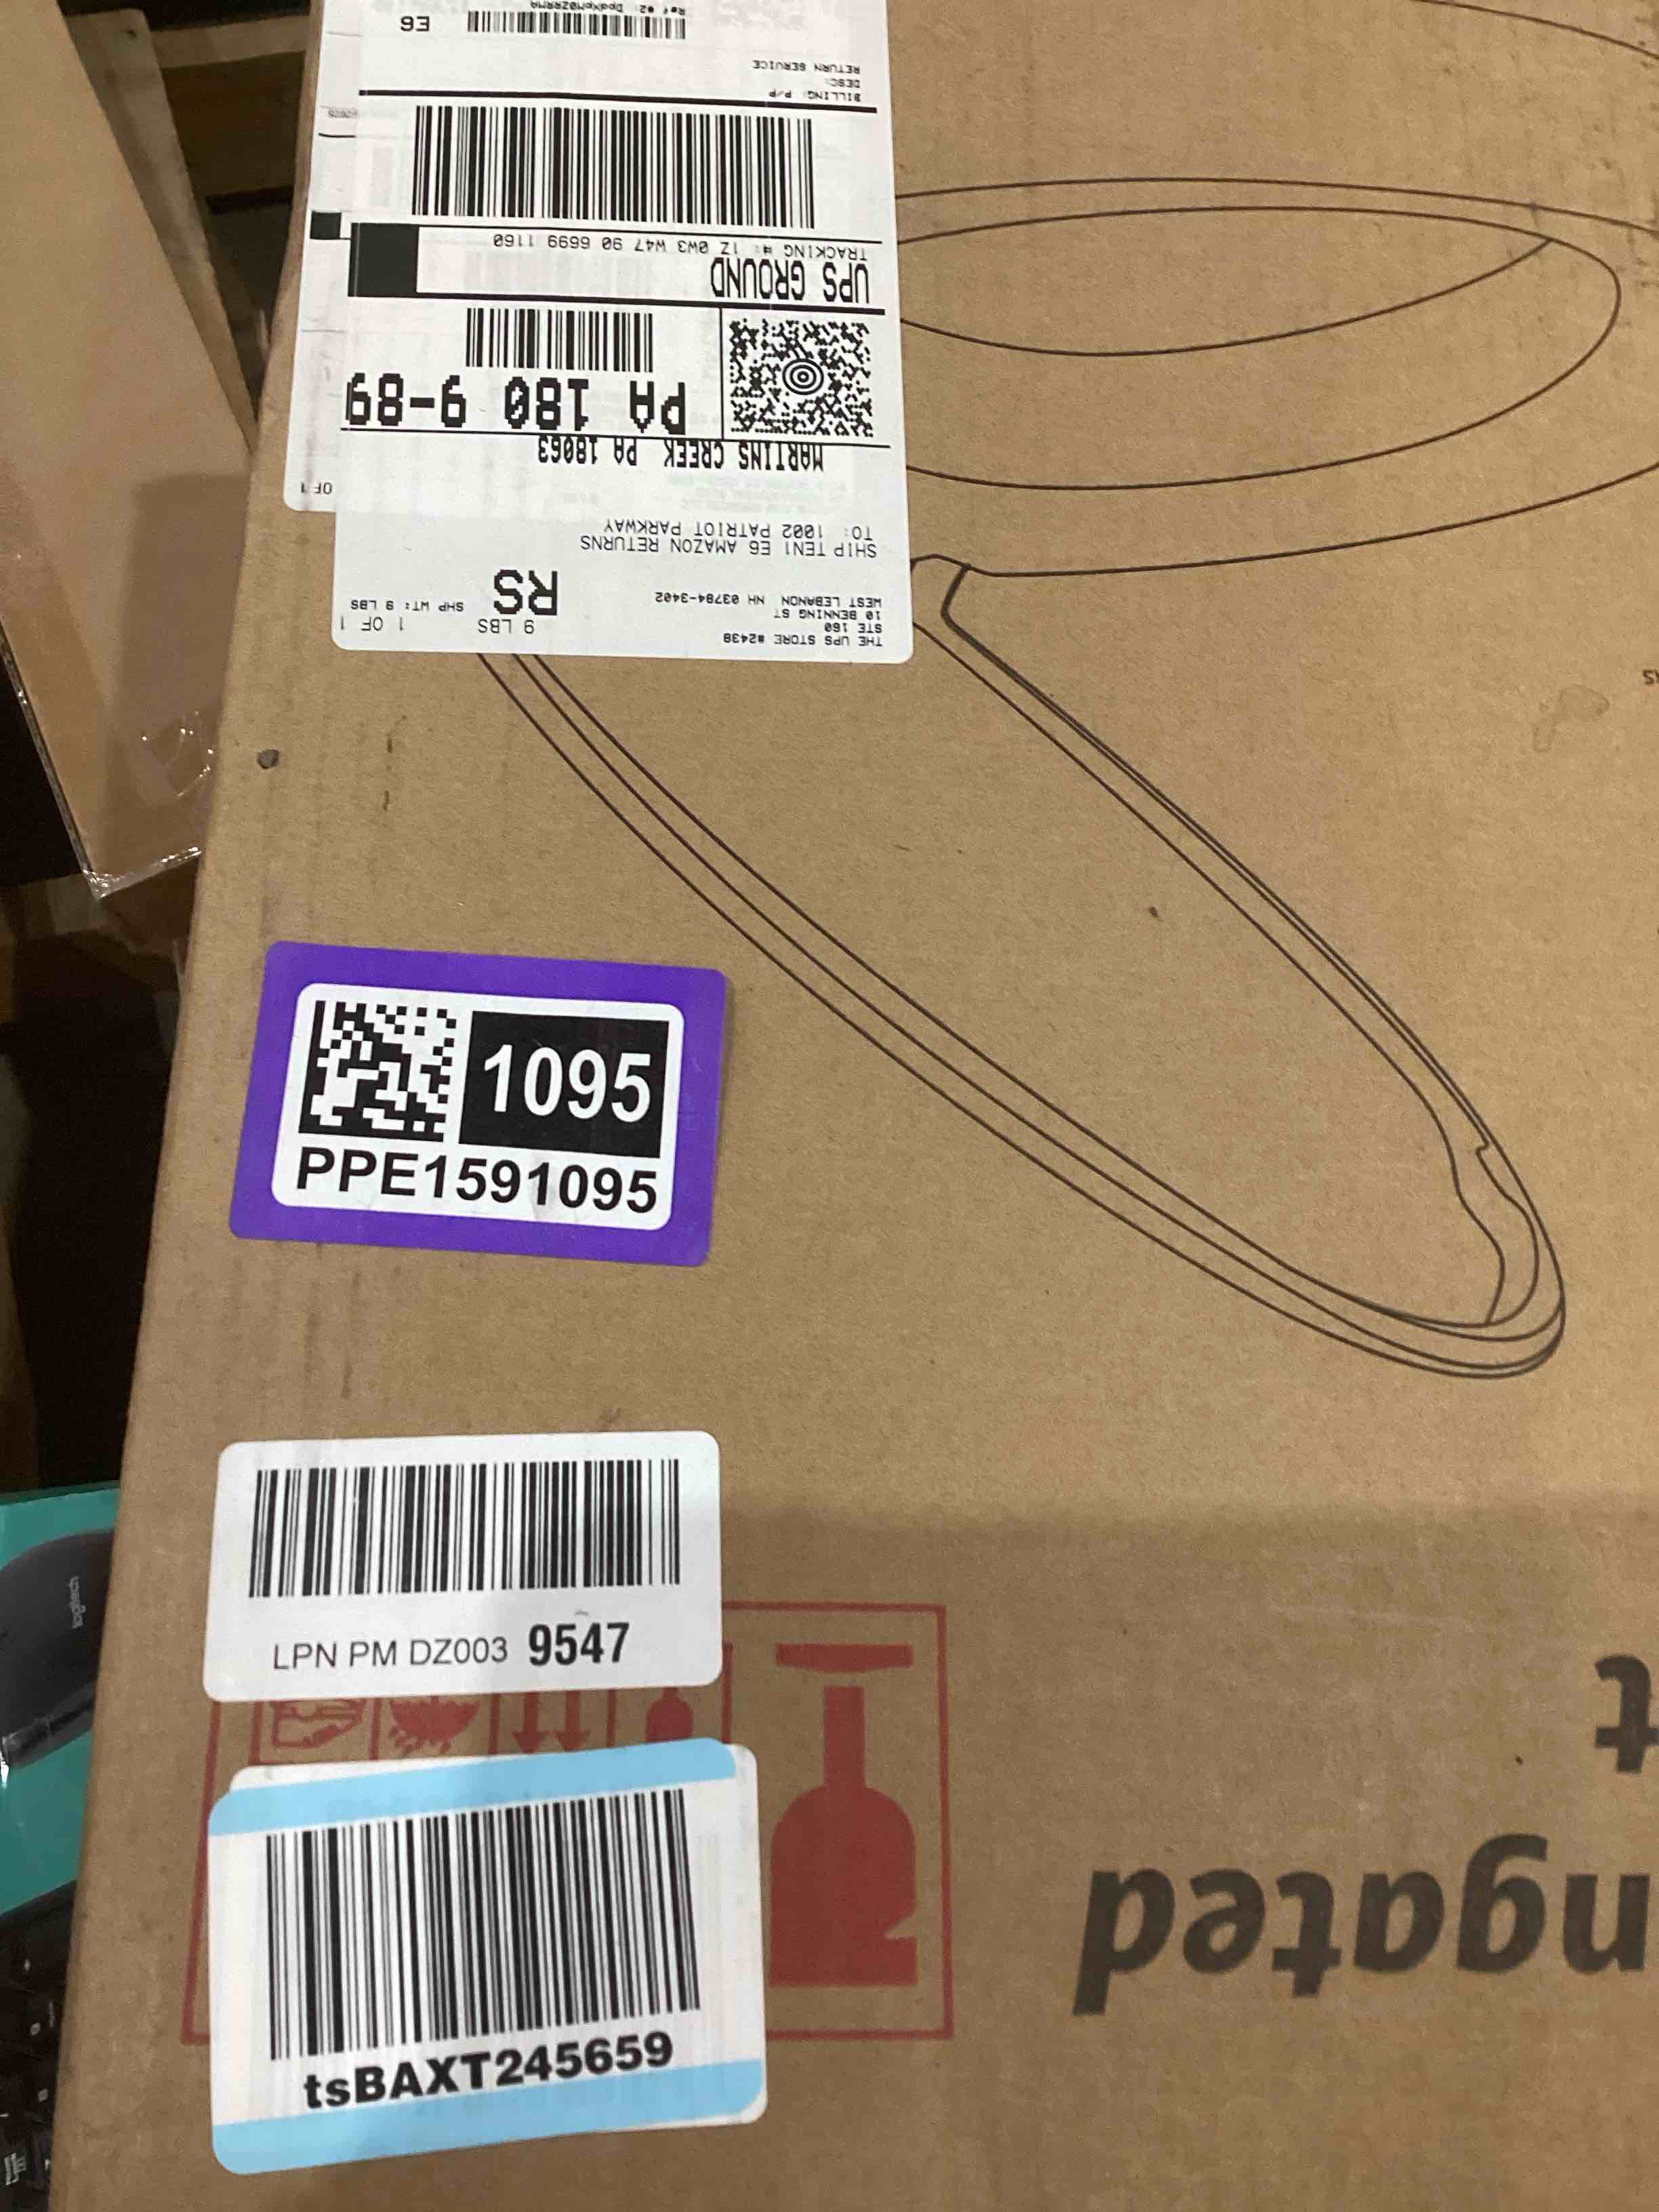 THE UPS STORE #2438
STE 160
10 BENNING ST
WEST LEBANON NH 03784-3402
9 LBS
1 OF 1
SHP WT: 9 LBS
RS
SHIP TEN1 E6 AMAZON RETURNS
TO: 1002 PATRIOT PARKWAY
MARTINS CREEK PA 18063
OF 1
PA 180 9-89
UPS GROUND
TRACKING #: 1Z 0W3 W47 90 6699 1160
BILLING: P/P
DESC:
RETURN SERVICE
E6
1095
PPE1591095
LPN PM DZ003 9547
tsBAXT245659
ngated
t
logitech